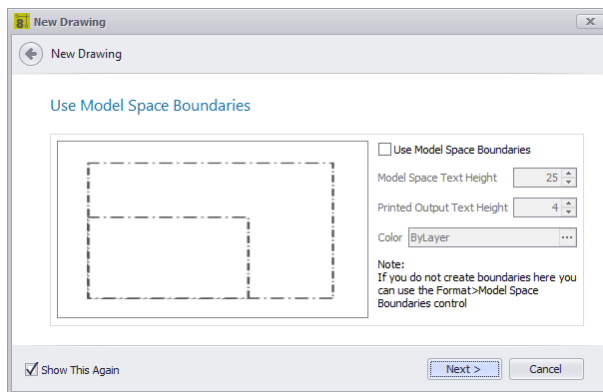 8
New Drawing
New Drawing
Use Model Space Boundaries
Use Model Space Boundaries
Model Space Text Height 25
Printed Output Text Height 4
Color ByLayer ...
Note:
If you do not create boundaries here you
can use the Format>Model Space
Boundaries control
Show This Again
Next >
Cancel